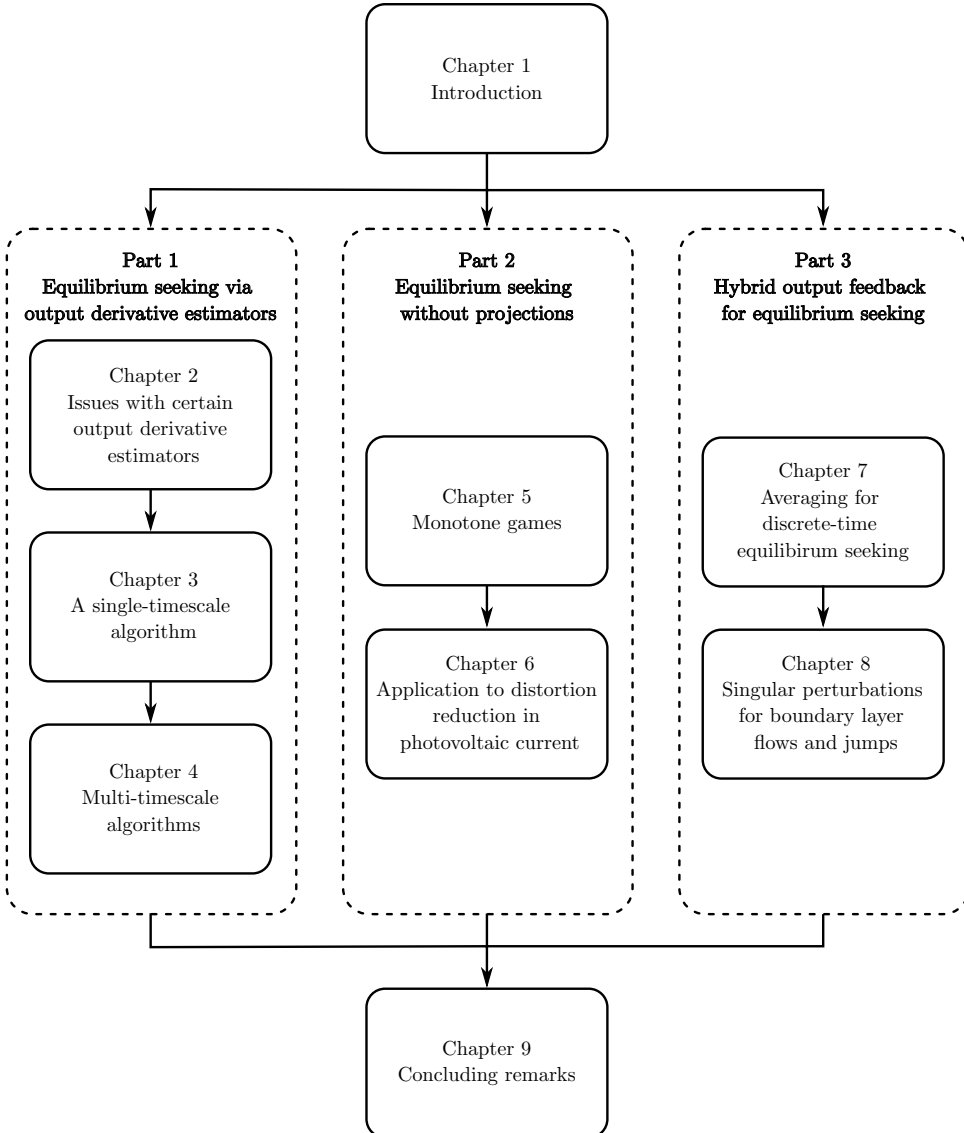 Chapter 1
Introduction
Part 1
Equilibrium seeking via
output derivative estimators
Chapter 2
Issues with certain
output derivative
estimators
Chapter 3
A single-timescale
algorithm
Chapter 4
Multi-timescale
algorithms
Part 2
Equilibrium seeking
without projections
Chapter 5
Monotone games
Chapter 6
Application to distortion
reduction in
photovoltaic current
Part 3
Hybrid output feedback
for equilibrium seeking
Chapter 7
Averaging for
discrete-time
equilibirum seeking
Chapter 8
Singular perturbations
for boundary layer
flows and jumps
Chapter 9
Concluding remarks